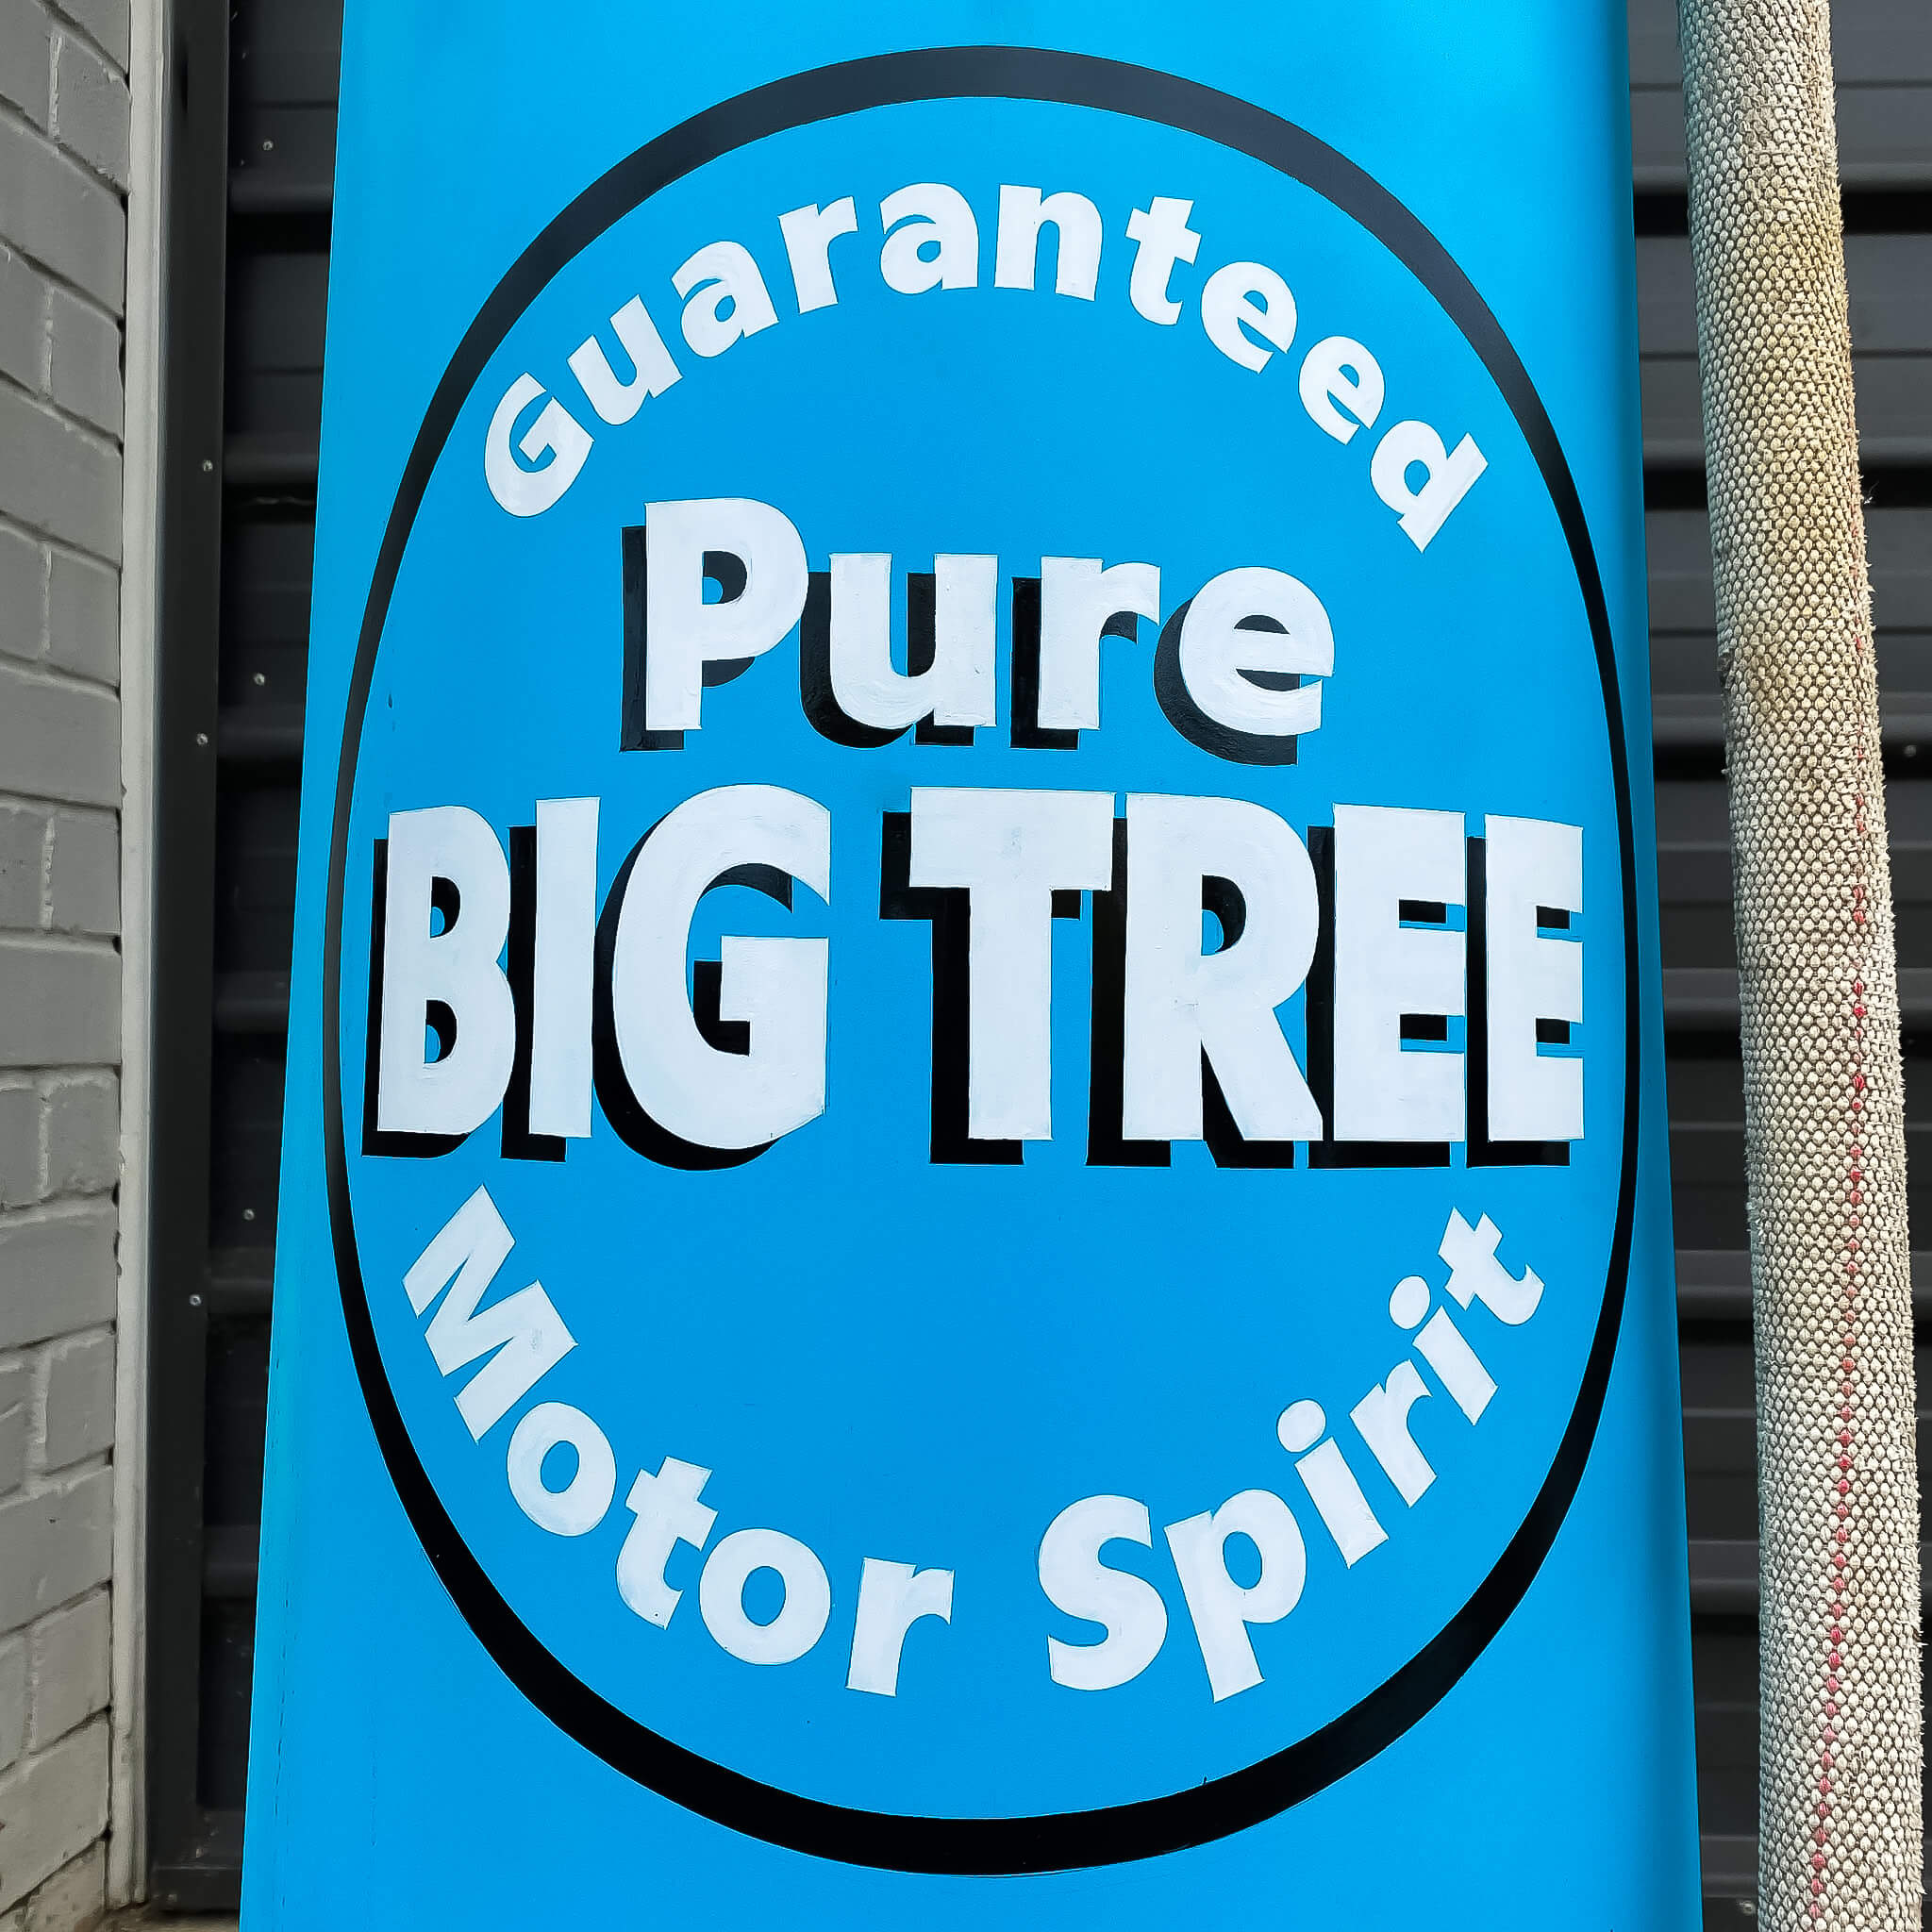 Guaranteed
Pure
BIG TREE
Motor Spirit